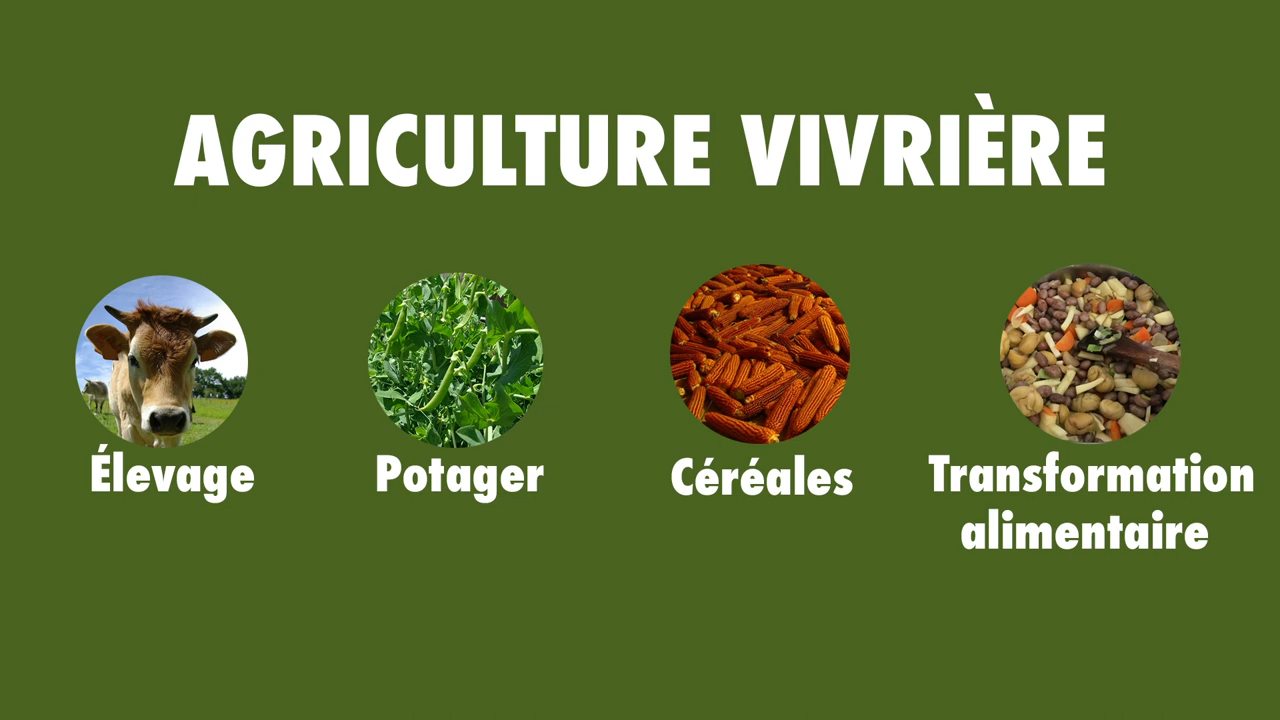 AGRICULTURE VIVRIÈRE
Élevage
Potager
Céréales
Transformation
alimentaire